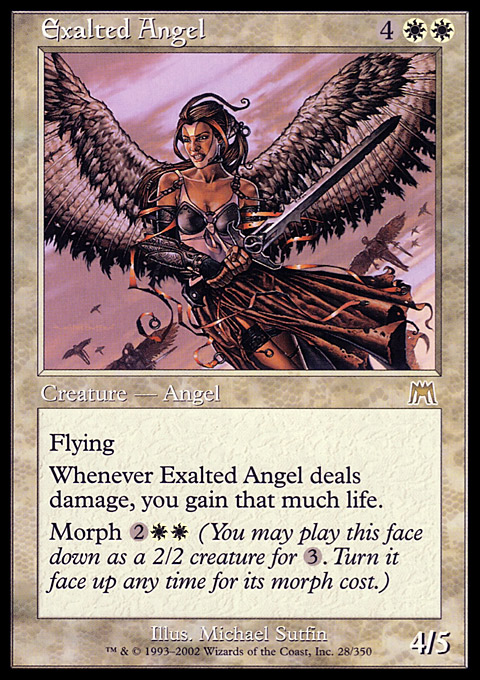 Exalted Angel 4
Creature — Angel
Flying
Whenever Exalted Angel deals
damage, you gain that much life.
Morph 2 (You may play this face
down as a 2/2 creature for 3. Turn it
face up any time for its morph cost.)
Illus. Michael Sutfin
™ & © 1993–2002 Wizards of the Coast, Inc. 28/350
4/5